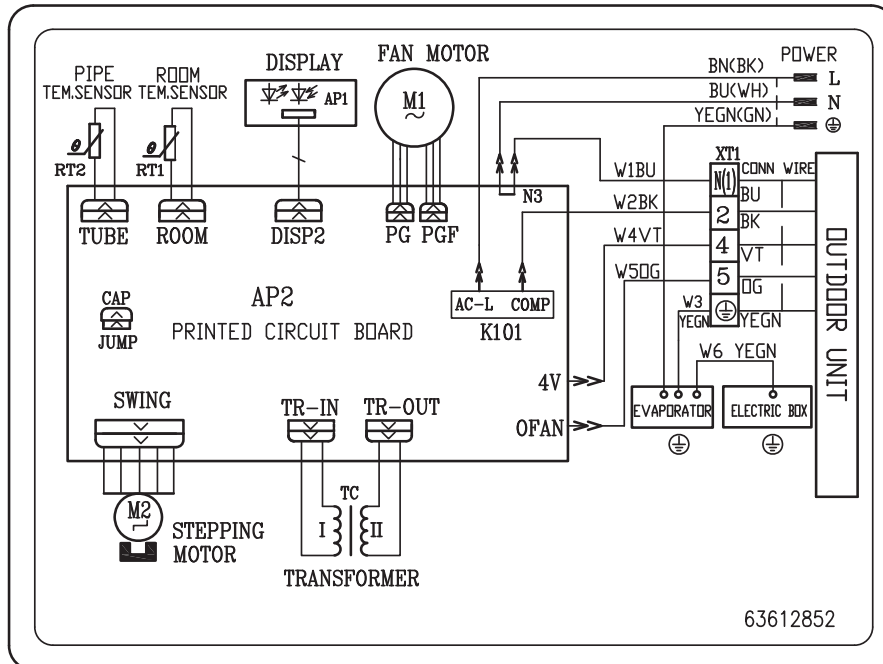 PIPE
TEM.SENSOR
ROOM
TEM.SENSOR
DISPLAY
FAN MOTOR
POWER
AP1
M1
~
BN(BK)
L
BU(WH)
N
YEGN(GN)
θ
RT2
θ
RT1
XT1
W1BU
N(1)
CONN WIRE
BU
N3
W2BK
2
BK
TUBE
ROOM
DISP2
PG
PGF
W4VT
4
VT
W5OG
5
OG
AP2
PRINTED CIRCUIT BOARD
AC-L
COMP
K101
W3
YEGN
YEGN
CAP
JUMP
W6 YEGN
OUTDOOR UNIT
4V
EVAPORATOR
ELECTRIC BOX
SWING
TR-IN
TR-OUT
OFAN
M2
TC
I
II
STEPPING
MOTOR
TRANSFORMER
63612852